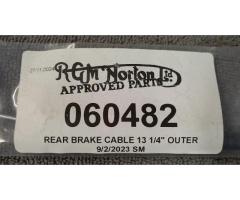 RGM Norton Ltd.
APPROVED PARTS
060482
REAR BRAKE CABLE 13 1/4" OUTER
9/2/2023 SM